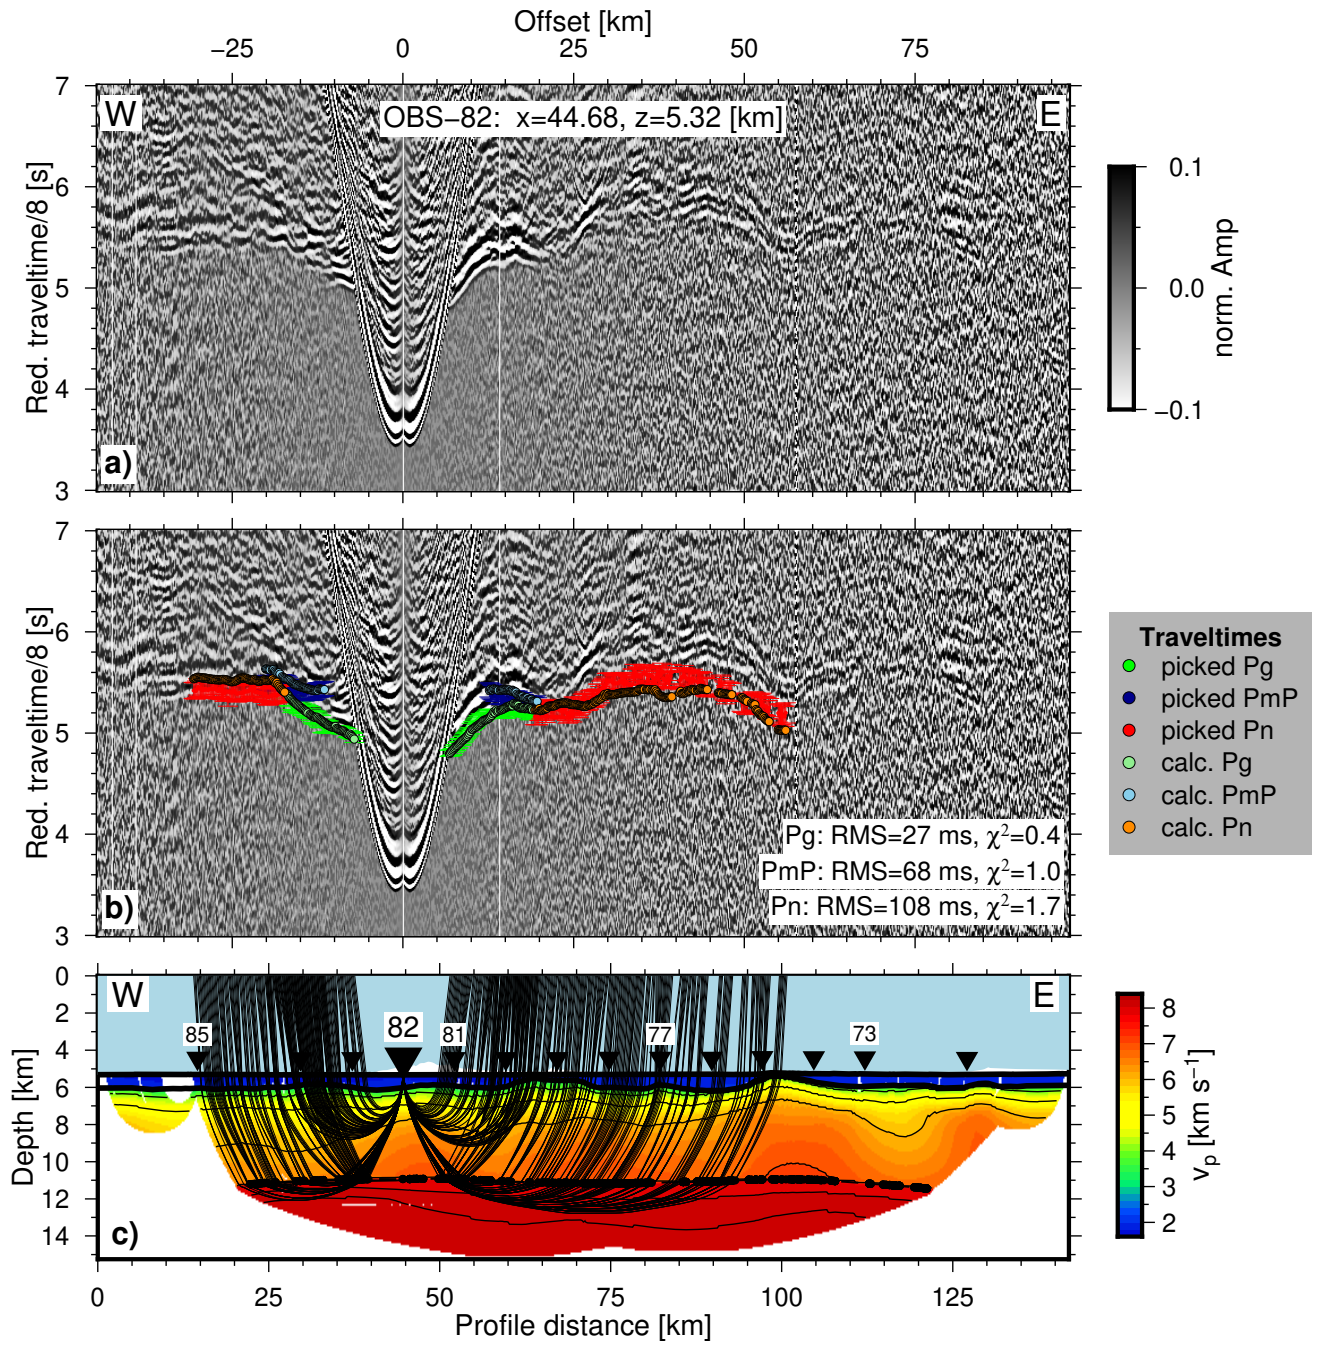 Offset [km]
−25 0 25 50 75
7
W
OBS−82: x=44.68, z=5.32 [km]
E
6
5
4
3
Red. traveltime/8 [s]
a)
0.1
0.0
−0.1
norm. Amp
7
6
5
4
3
Red. traveltime/8 [s]
Pg: RMS=27 ms, χ²=0.4
PmP: RMS=68 ms, χ²=1.0
Pn: RMS=108 ms, χ²=1.7
b)
Traveltimes
picked Pg
picked PmP
picked Pn
calc. Pg
calc. PmP
calc. Pn
0
2
4
6
8
10
12
14
Depth [km]
W
E
85 82 81 77 73
c)
8
7
6
5
4
3
2
vₚ [km s⁻¹]
0 25 50 75 100 125
Profile distance [km]